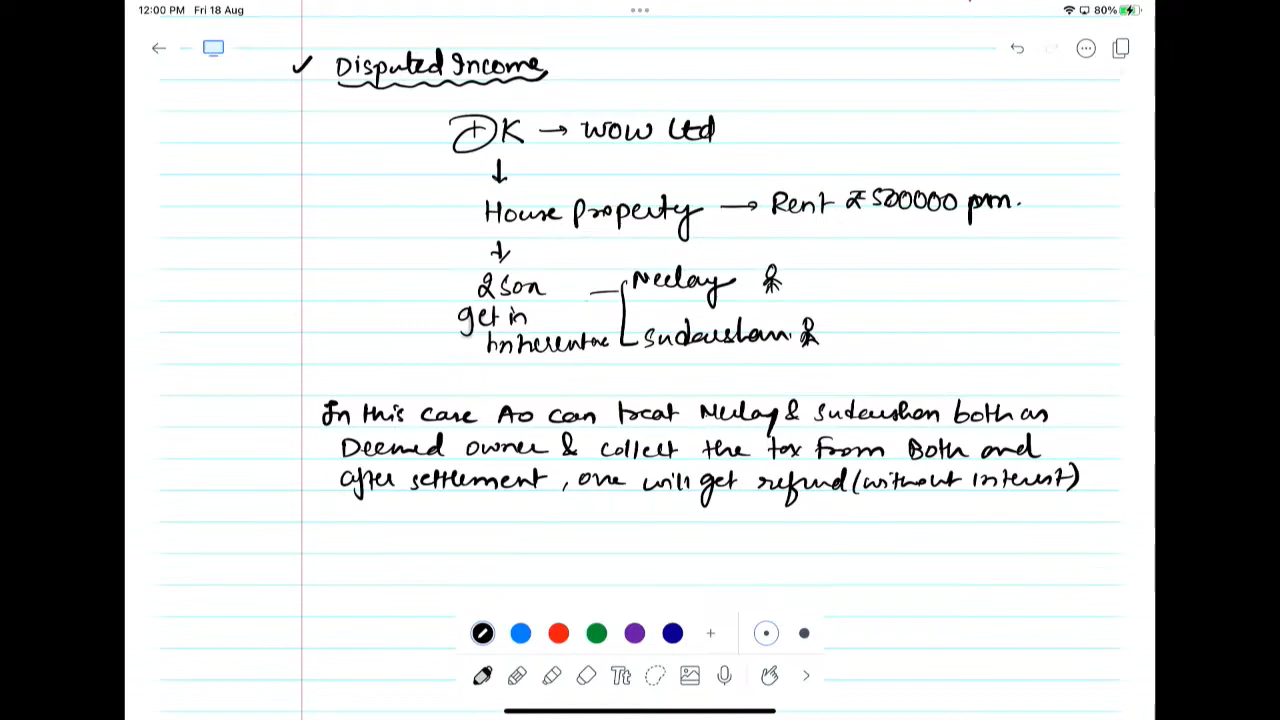 12:00 PM Fri 18 Aug
80%
Disputed Income
DK → WOW Ltd
House property → Rent ₹ 500000 pm.
2 Son Neelay
get in
Inheritance Sudarshan
In this case AO can treat Neelay & Sudarshan both as
Deemed owner & collect the tax from Both and
after settlement, one will get refund (without interest)
Tt